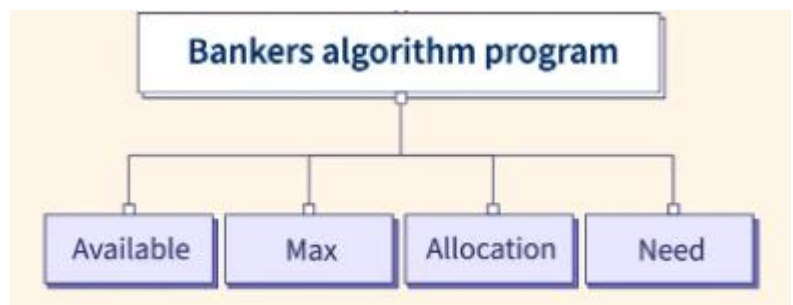 Bankers algorithm program
Available
Max
Allocation
Need